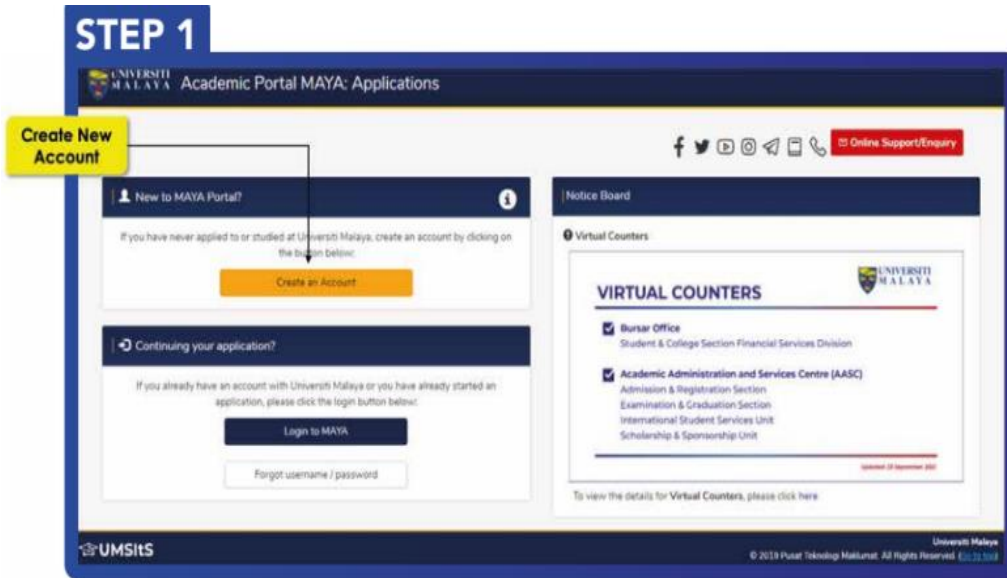 STEP 1
UNIVERSITI
MALAYA
Academic Portal MAYA: Applications
Create New
Account
Online Support/Enquiry
New to MAYA Portal?
If you have never applied to or studied at Universiti Malaya, create an account by clicking on
the button below:
Create an Account
Continuing your application?
If you already have an account with Universiti Malaya or you have already started an
application, please click the login button below:
Login to MAYA
Forgot username / password
Notice Board
Virtual Counters
UNIVERSITI
MALAYA
VIRTUAL COUNTERS
Bursar Office
Student & College Section Financial Services Division
Academic Administration and Services Centre (AASC)
Admission & Registration Section
Examination & Graduation Section
International Student Services Unit
Scholarship & Sponsorship Unit
To view the details for Virtual Counters, please click here
UMSItS
Universiti Malaya
© 2019 Pusat Teknologi Maklumat. All Rights Reserved. (Go to top)